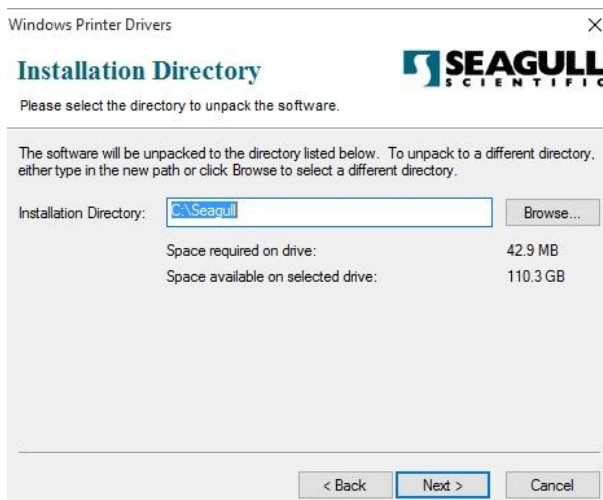 Windows Printer Drivers
Installation Directory
SEAGULL
SCIENTIFIC
Please select the directory to unpack the software.
The software will be unpacked to the directory listed below. To unpack to a different directory,
either type in the new path or click Browse to select a different directory.
Installation Directory: C:\Seagull Browse...
Space required on drive: 42.9 MB
Space available on selected drive: 110.3 GB
< Back Next > Cancel